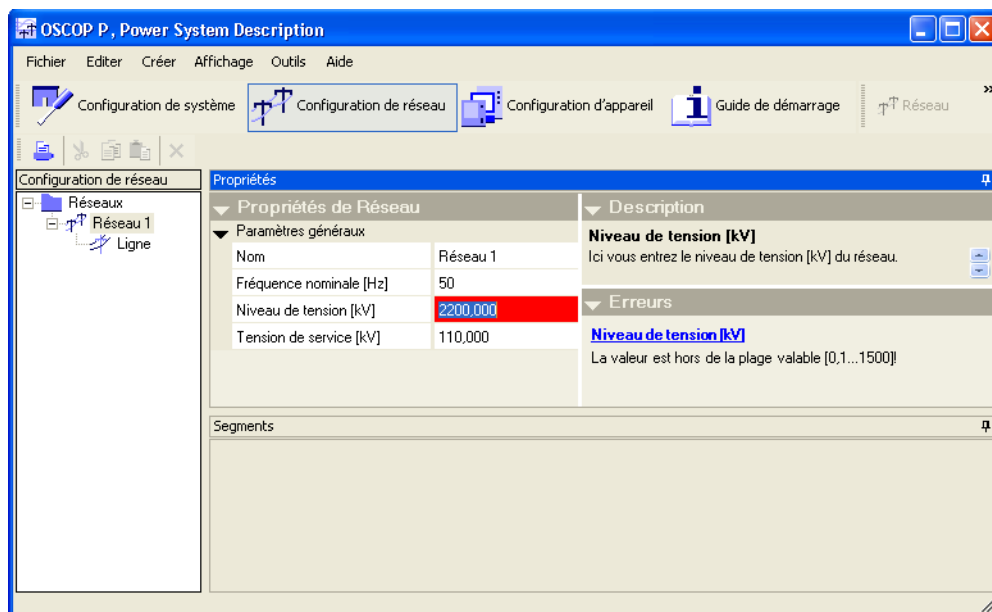 OSCOP P, Power System Description
Fichier Editer Créer Affichage Outils Aide
Configuration de système Configuration de réseau Configuration d'appareil Guide de démarrage Réseau »
Configuration de réseau
Réseaux
Réseau 1
Ligne
Propriétés
Propriétés de Réseau
Paramètres généraux
Nom Réseau 1
Fréquence nominale [Hz] 50
Niveau de tension [kV] 2200,000
Tension de service [kV] 110,000
Description
Niveau de tension [kV]
Ici vous entrez le niveau de tension [kV] du réseau.
Erreurs
Niveau de tension [kV]
La valeur est hors de la plage valable [0,1...1500]!
Segments